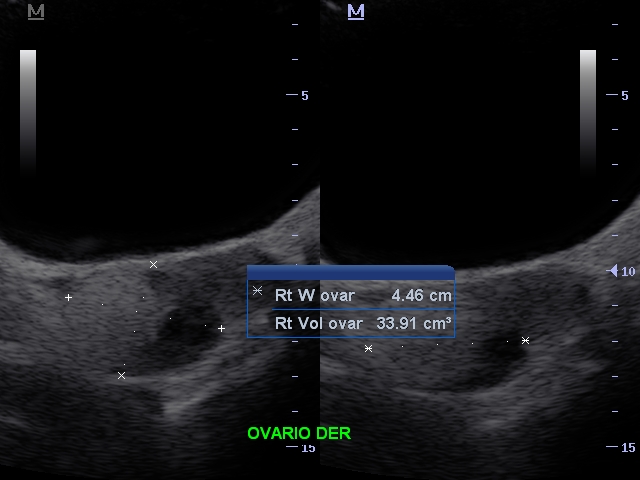 M M
5 5
10
Rt W ovar 4.46 cm
Rt Vol ovar 33.91 cm³
OVARIO DER
15 15